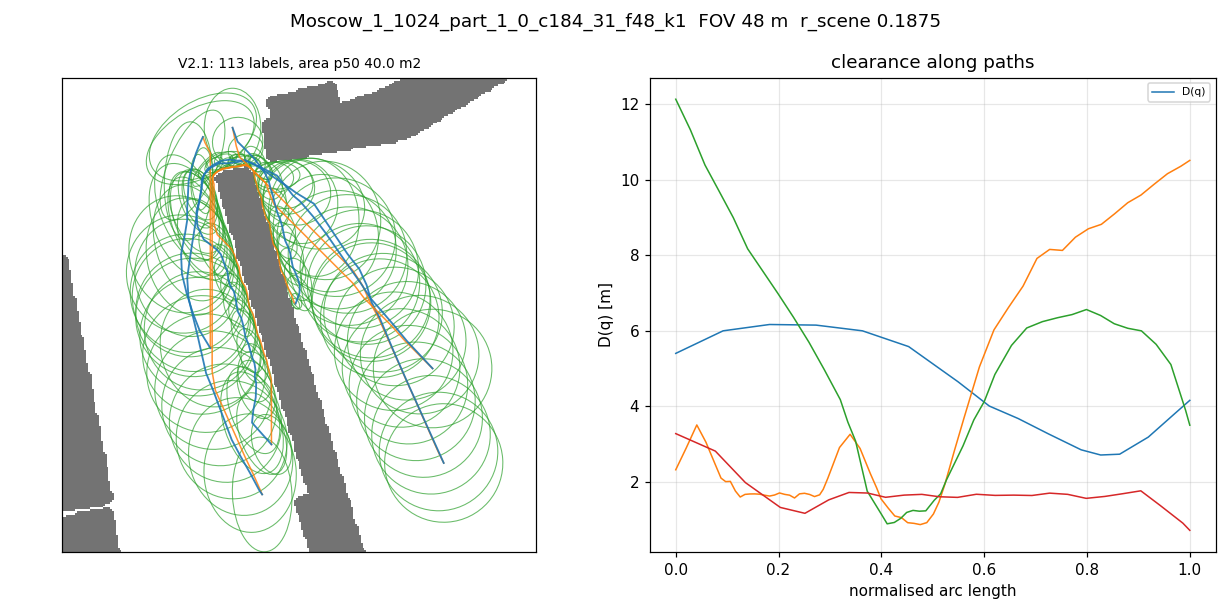 Moscow_1_1024_part_1_0_c184_31_f48_k1 FOV 48 m r_scene 0.1875
V2.1: 113 labels, area p50 40.0 m2
clearance along paths
D(q)
D(q) [m]
12
10
8
6
4
2
0.0 0.2 0.4 0.6 0.8 1.0
normalised arc length